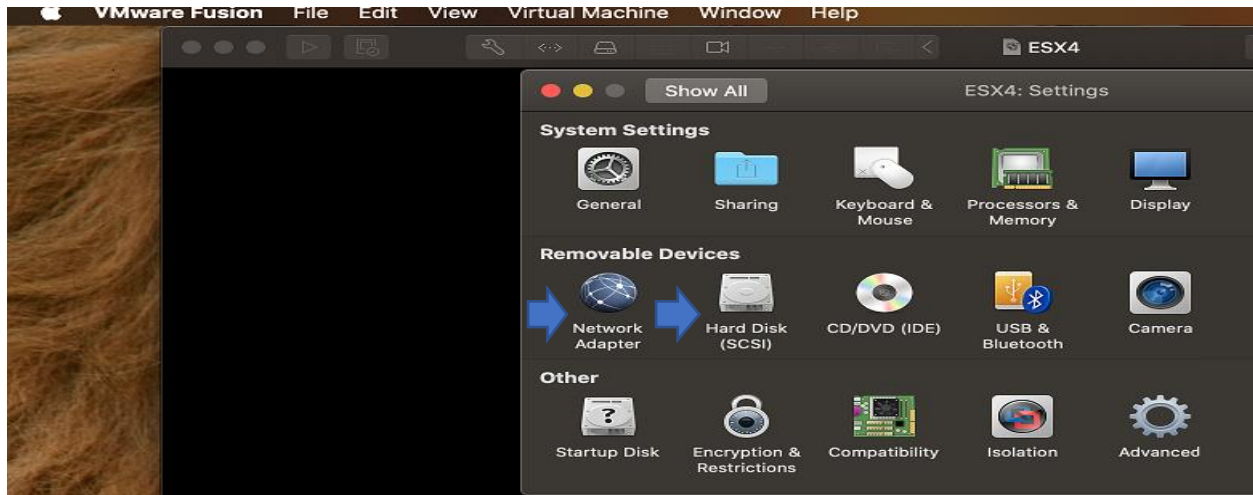 VMware Fusion File Edit View Virtual Machine Window Help
ESX4
Show All ESX4: Settings
System Settings
General Sharing Keyboard & Processors & Display
Mouse Memory
Removable Devices
Network Hard Disk CD/DVD (IDE) USB & Camera
Adapter (SCSI) Bluetooth
Other
?
Startup Disk Encryption & Compatibility Isolation Advanced
Restrictions